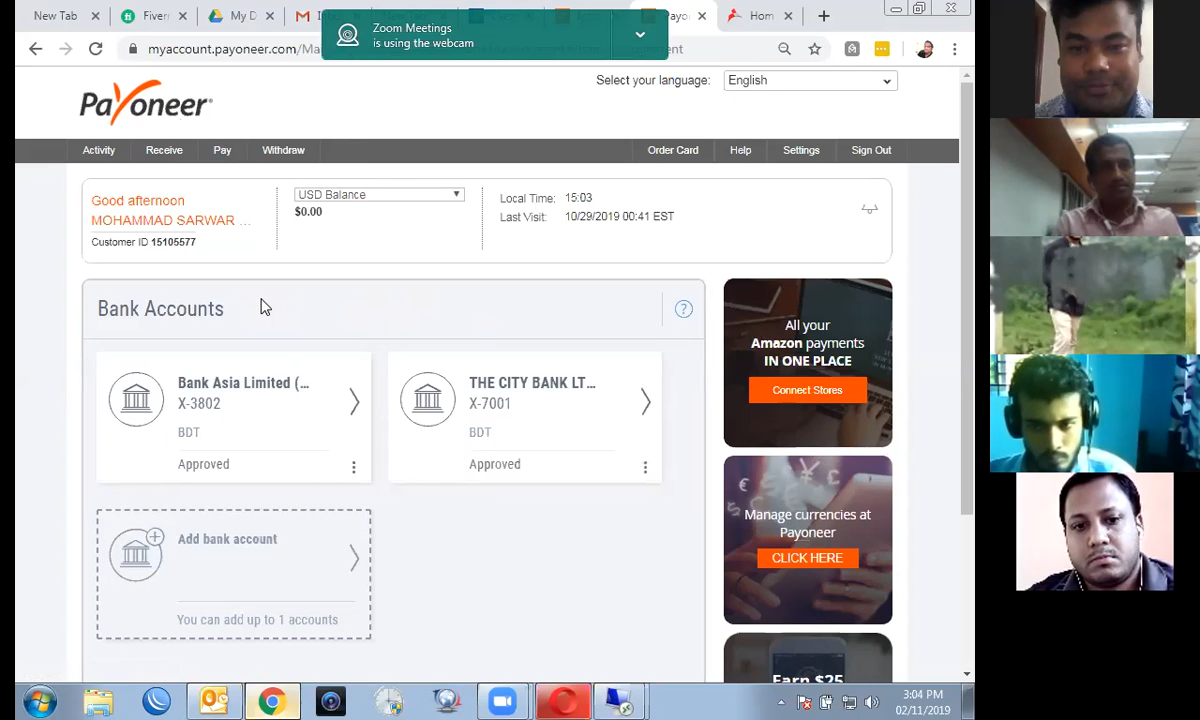 New Tab
Fiverr
My D
Payo
Hom
Zoom Meetings
is using the webcam
myaccount.payoneer.com/Ma
Payoneer
Select your language:
English
Activity
Receive
Pay
Withdraw
Order Card
Help
Settings
Sign Out
Good afternoon
MOHAMMAD SARWAR ...
Customer ID 15105577
USD Balance
$0.00
Local Time: 15:03
Last Visit: 10/29/2019 00:41 EST
Bank Accounts
?
Bank Asia Limited (...
X-3802
BDT
Approved
THE CITY BANK LT...
X-7001
BDT
Approved
Add bank account
You can add up to 1 accounts
All your
Amazon payments
IN ONE PLACE
Connect Stores
Manage currencies at
Payoneer
CLICK HERE
Earn $25
3:04 PM
02/11/2019